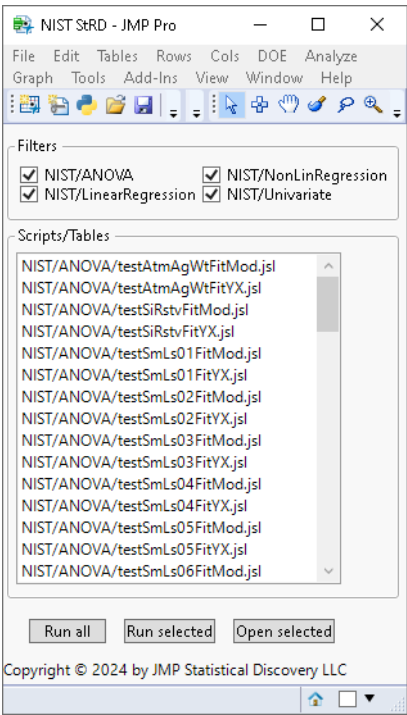 NIST StRD - JMP Pro
File Edit Tables Rows Cols DOE Analyze
Graph Tools Add-Ins View Window Help
Filters
NIST/ANOVA NIST/NonLinRegression
NIST/LinearRegression NIST/Univariate
Scripts/Tables
NIST/ANOVA/testAtmAgWtFitMod.jsl
NIST/ANOVA/testAtmAgWtFitYX.jsl
NIST/ANOVA/testSiRstvFitMod.jsl
NIST/ANOVA/testSiRstvFitYX.jsl
NIST/ANOVA/testSmLs01FitMod.jsl
NIST/ANOVA/testSmLs01FitYX.jsl
NIST/ANOVA/testSmLs02FitMod.jsl
NIST/ANOVA/testSmLs02FitYX.jsl
NIST/ANOVA/testSmLs03FitMod.jsl
NIST/ANOVA/testSmLs03FitYX.jsl
NIST/ANOVA/testSmLs04FitMod.jsl
NIST/ANOVA/testSmLs04FitYX.jsl
NIST/ANOVA/testSmLs05FitMod.jsl
NIST/ANOVA/testSmLs05FitYX.jsl
NIST/ANOVA/testSmLs06FitMod.jsl
Run all Run selected Open selected
Copyright © 2024 by JMP Statistical Discovery LLC